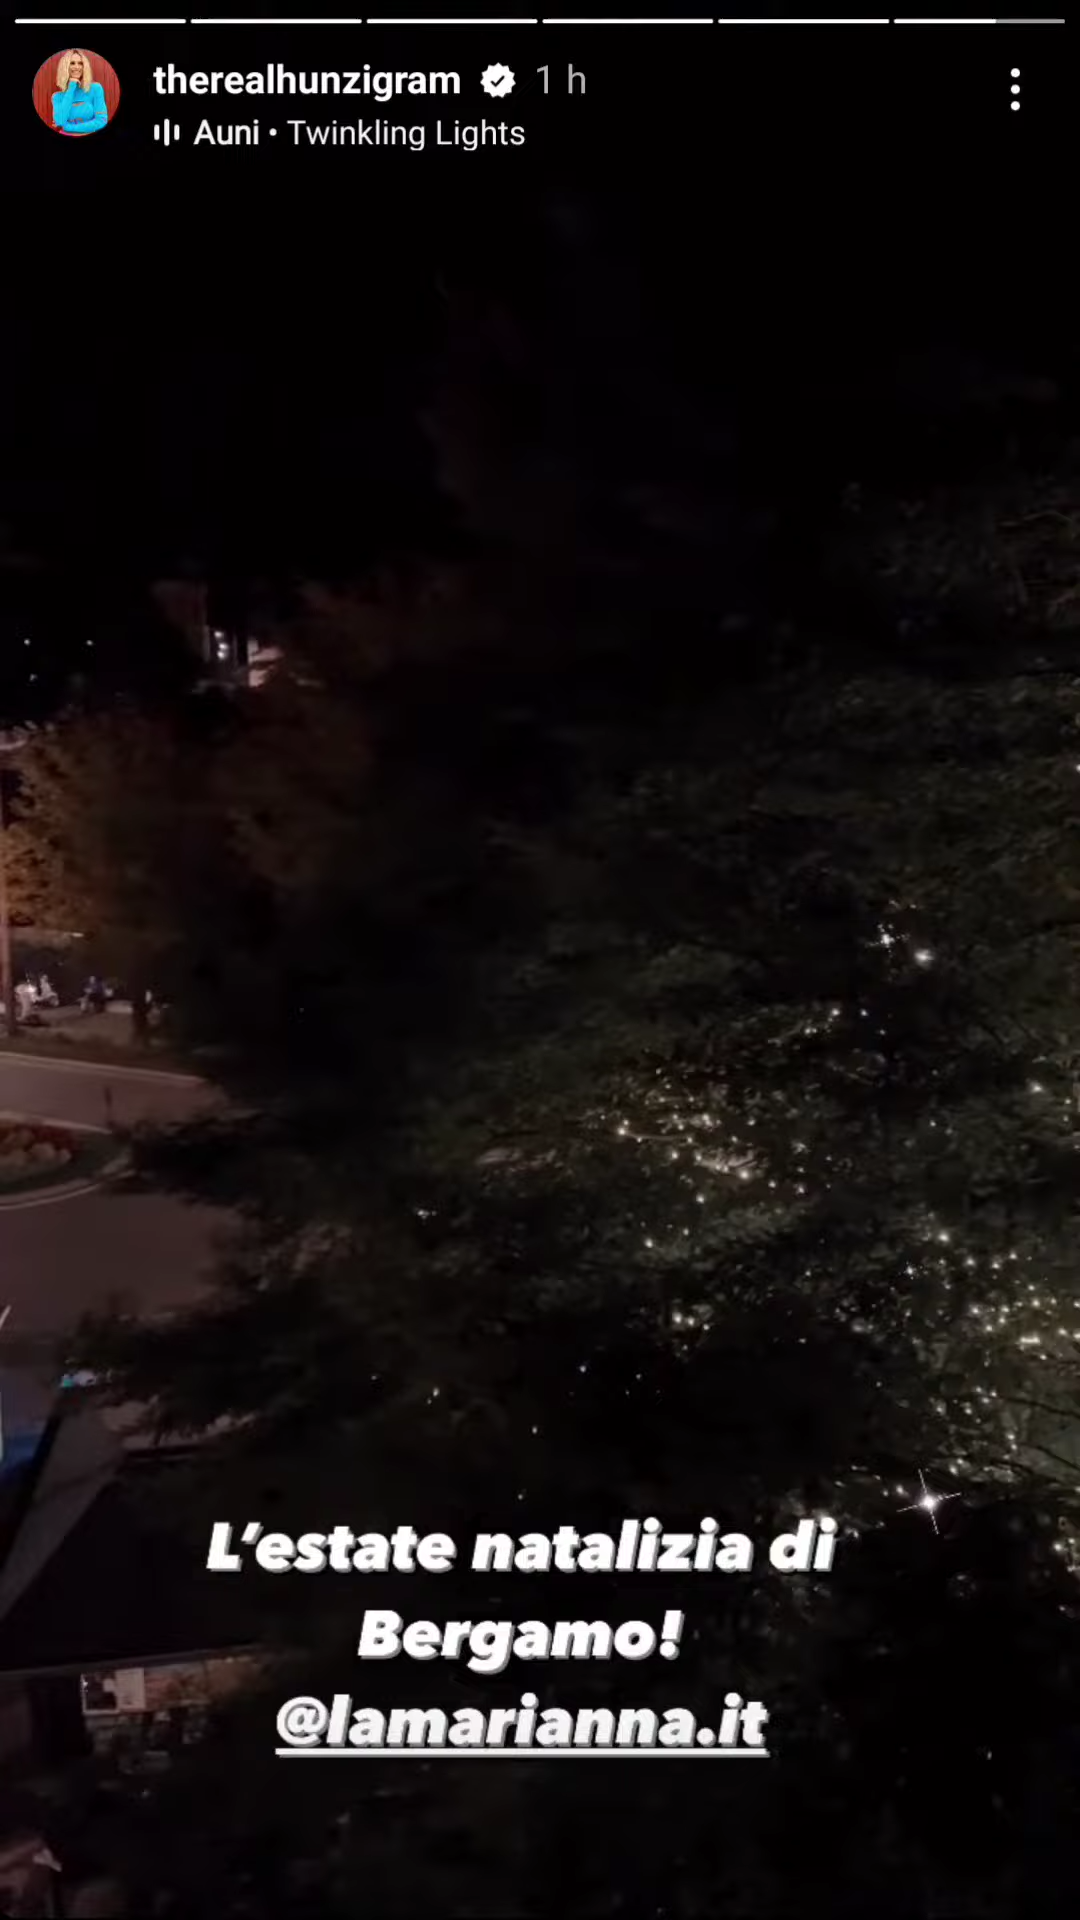 therealhunzigram 1 h
Auni • Twinkling Lights
L'estate natalizia di
Bergamo!
@lamarianna.it